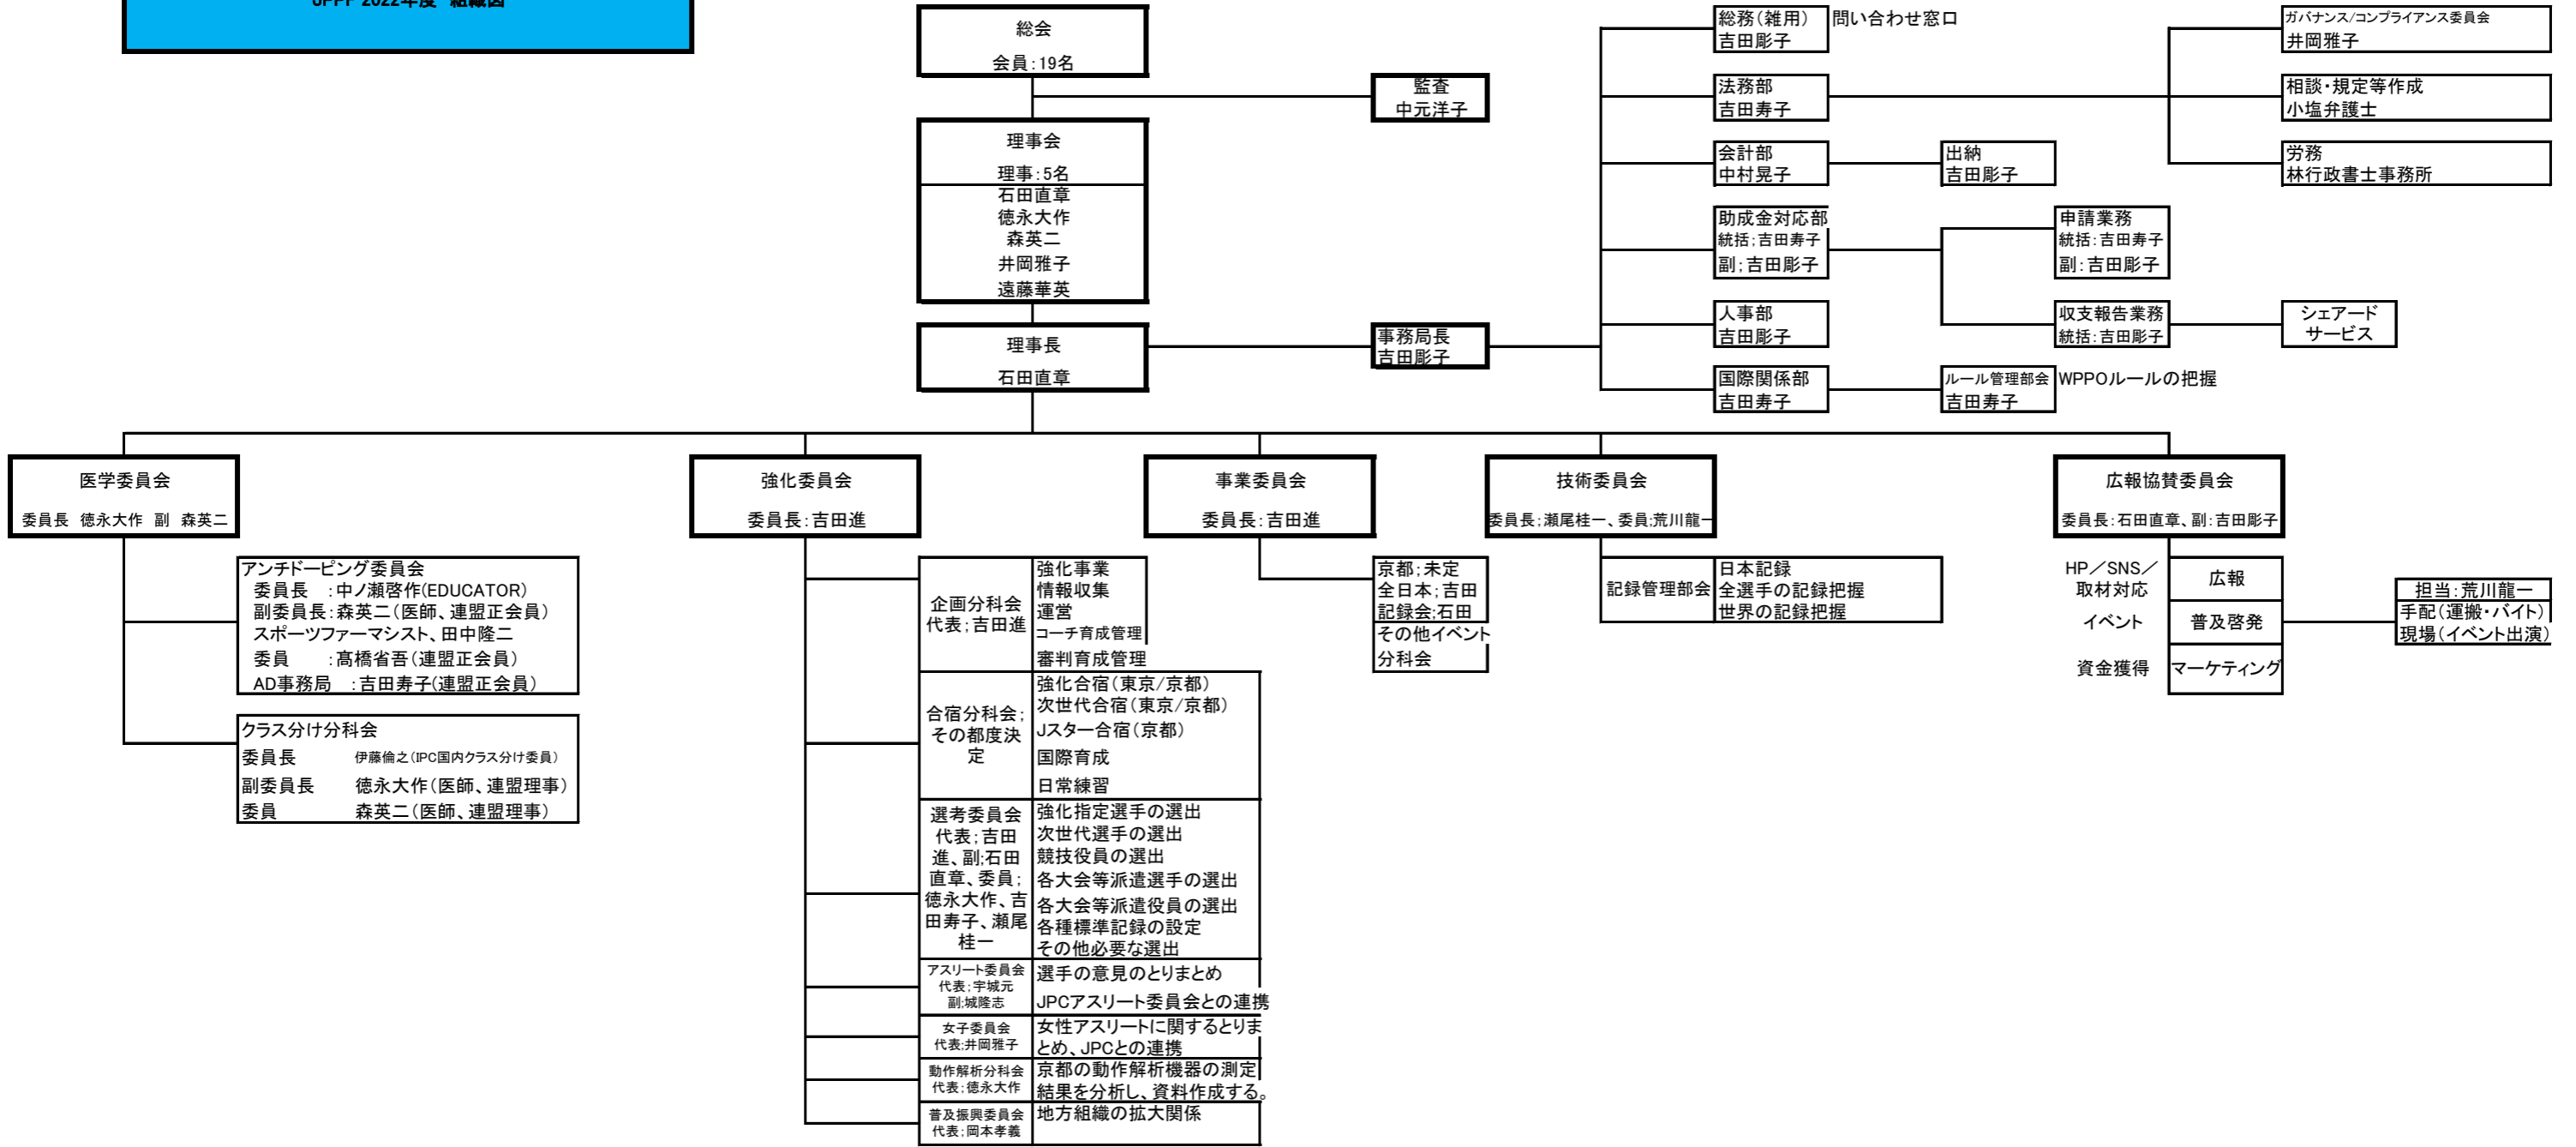 JPPF 2022年度 組織図
総会
会員:19名
監査
中元洋子
理事会
理事:5名
石田直章
徳永大作
森英二
井岡雅子
遠藤華英
理事長
石田直章
事務局長
吉田彫子
総務(雑用)
吉田彫子
問い合わせ窓口
法務部
吉田寿子
ガバナンス/コンプライアンス委員会
井岡雅子
相談・規定等作成
小塩弁護士
労務
林行政書士事務所
会計部
中村晃子
出納
吉田彫子
助成金対応部
統括;吉田寿子
副;吉田彫子
申請業務
統括:吉田寿子
副:吉田彫子
収支報告業務
統括:吉田彫子
シェアード
サービス
人事部
吉田彫子
国際関係部
吉田寿子
ルール管理部会
吉田寿子
WPPOルールの把握
医学委員会
委員長 徳永大作 副 森英二
アンチドーピング委員会
委員長 :中ノ瀬啓作(EDUCATOR)
副委員長:森英二(医師、連盟正会員)
スポーツファーマシスト、田中隆二
委員 :髙橋省吾(連盟正会員)
AD事務局 :吉田寿子(連盟正会員)
クラス分け分科会
委員長 伊藤倫之(IPC国内クラス分け委員)
副委員長 徳永大作(医師、連盟理事)
委員 森英二(医師、連盟理事)
強化委員会
委員長:吉田進
企画分科会
代表;吉田進
強化事業
情報収集
運営
コーチ育成管理
審判育成管理
合宿分科会;
その都度決
定
強化合宿(東京/京都)
次世代合宿(東京/京都)
Jスター合宿(京都)
国際育成
日常練習
選考委員会
代表;吉田
進、副;石田
直章、委員;
徳永大作、吉
田寿子、瀬尾
桂一
強化指定選手の選出
次世代選手の選出
競技役員の選出
各大会等派遣選手の選出
各大会等派遣役員の選出
各種標準記録の設定
その他必要な選出
アスリート委員会
代表;宇城元
副;城隆志
選手の意見のとりまとめ
JPCアスリート委員会との連携
女子委員会
代表;井岡雅子
女性アスリートに関するとりま
とめ、JPCとの連携
動作解析分科会
代表;徳永大作
京都の動作解析機器の測定
結果を分析し、資料作成する。
普及振興委員会
代表;岡本孝義
地方組織の拡大関係
事業委員会
委員長:吉田進
京都;未定
全日本;吉田
記録会;石田
その他イベント
分科会
技術委員会
委員長;瀬尾桂一、委員;荒川龍一
記録管理部会
日本記録
全選手の記録把握
世界の記録把握
広報協賛委員会
委員長:石田直章、副:吉田彫子
HP/SNS/
取材対応
広報
イベント
普及啓発
資金獲得
マーケティング
担当:荒川龍一
手配(運搬・バイト)
現場(イベント出演)